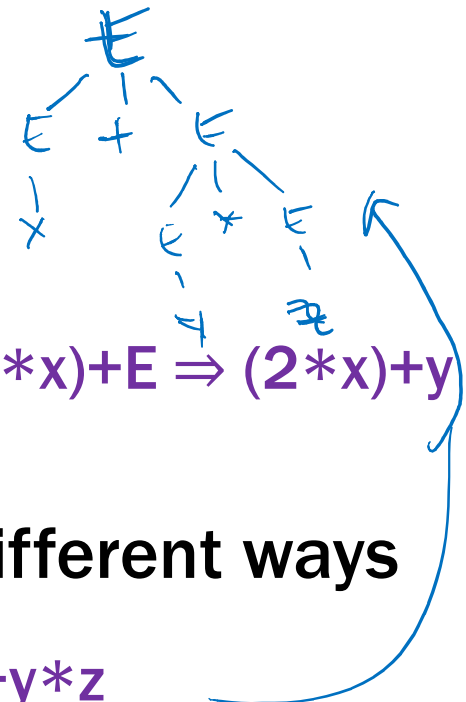 E
E + E
x E * E
y z
*x)+E ⇒ (2*x)+y
ifferent ways
+y*z